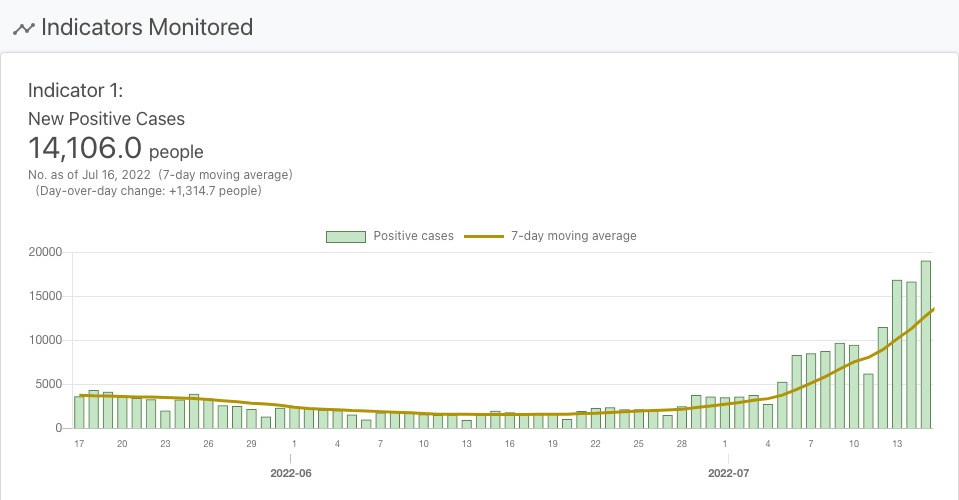 Indicators Monitored
Indicator 1:
New Positive Cases
14,106.0 people
No. as of Jul 16, 2022 (7-day moving average)
(Day-over-day change: +1,314.7 people)
Positive cases 7-day moving average
20000
15000
10000
5000
0
17 20 23 26 29 1 4 7 10 13 16 19 22 25 28 1 4 7 10 13
2022-06 2022-07